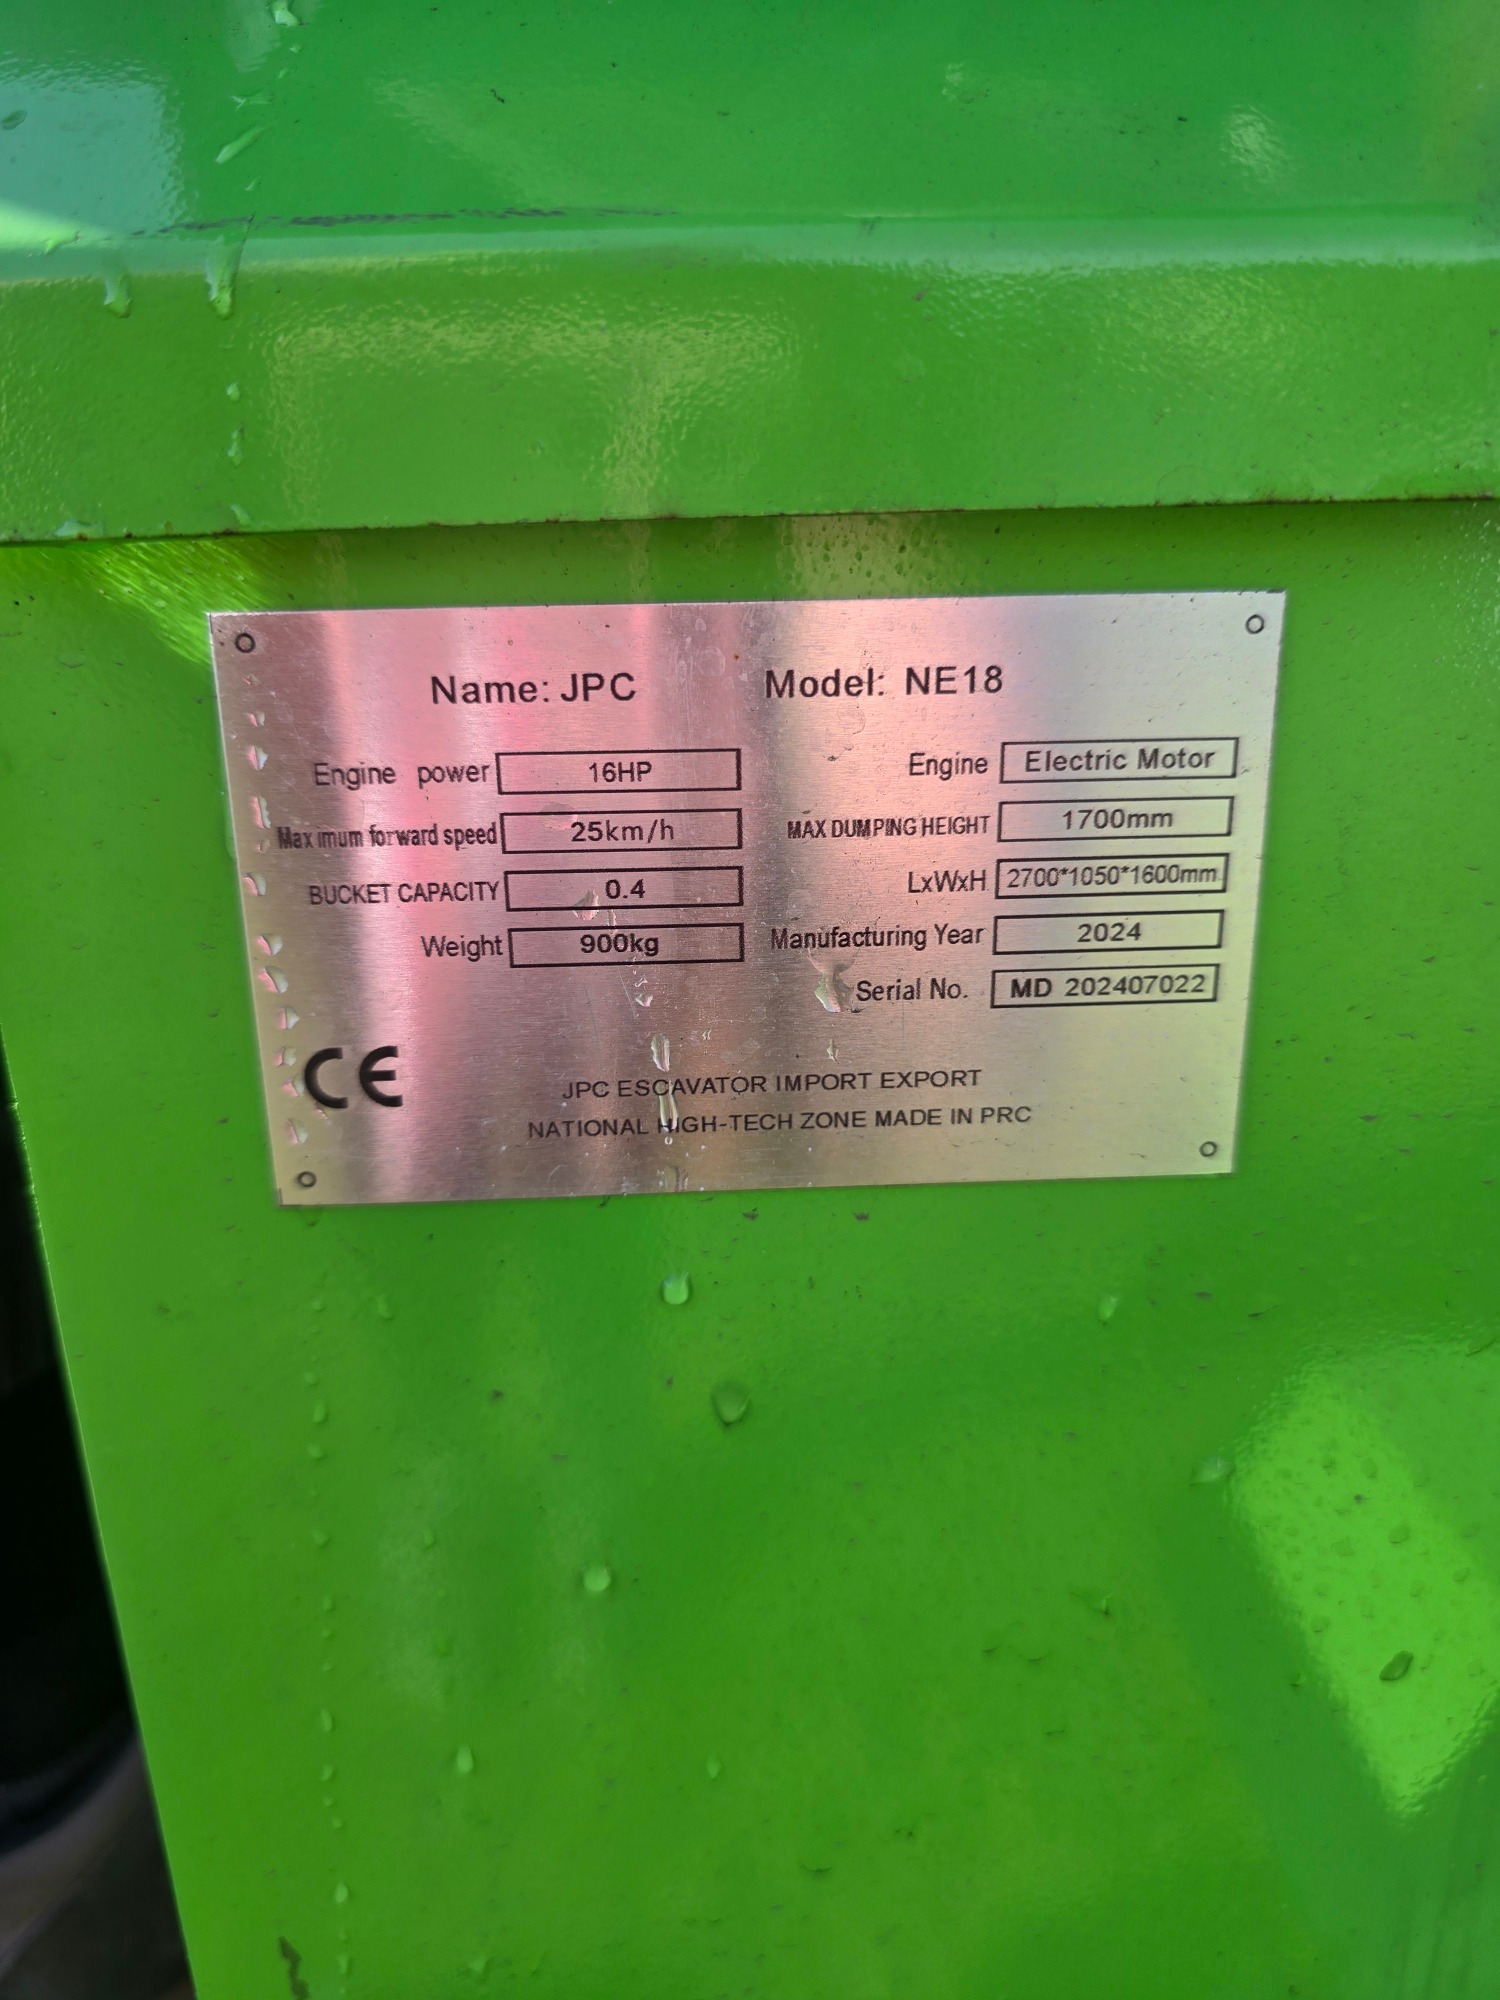 Name: JPC Model: NE18
Engine power 16HP Engine Electric Motor
Maximum forward speed 25km/h MAX DUMPING HEIGHT 1700mm
BUCKET CAPACITY 0.4 LxWxH 2700*1050*1600mm
Weight 900kg Manufacturing Year 2024
Serial No. MD 202407022
CE
JPC ESCAVATOR IMPORT EXPORT
NATIONAL HIGH-TECH ZONE MADE IN PRC